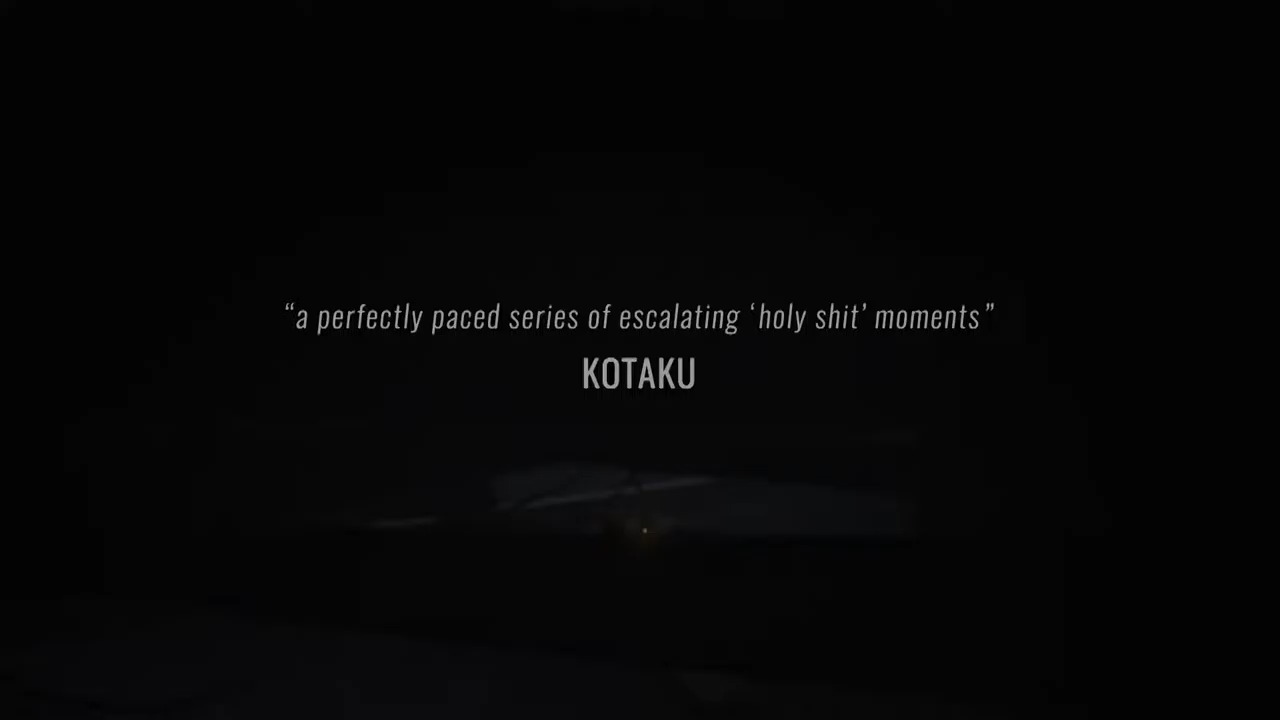 “a perfectly paced series of escalating ‘holy shit’ moments”
KOTAKU